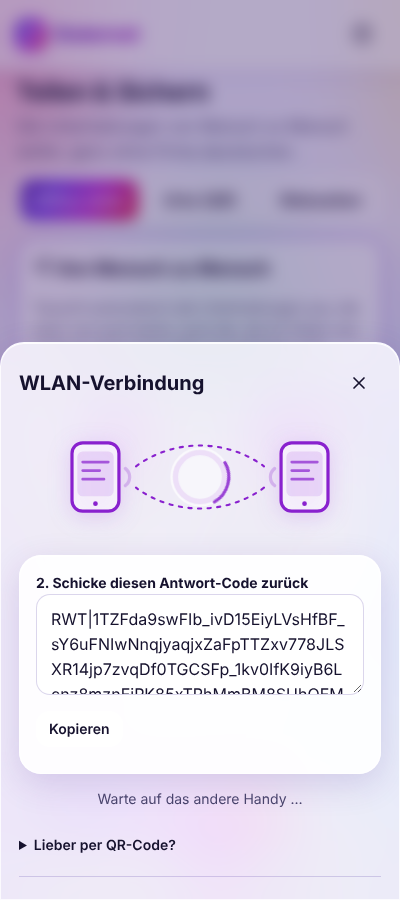 WLAN-Verbindung
2. Schicke diesen Antwort-Code zurück
RWT|1TZFda9swFIb_ivD15EiyLVsHfBF_
sY6uFNIwNnqjyaqjxZaFpTTZxv778JLS
XR14jp7zvqDf0TGCSFp_1kv0IfK9iyB6L
Kopieren
Warte auf das andere Handy ...
Lieber per QR-Code?